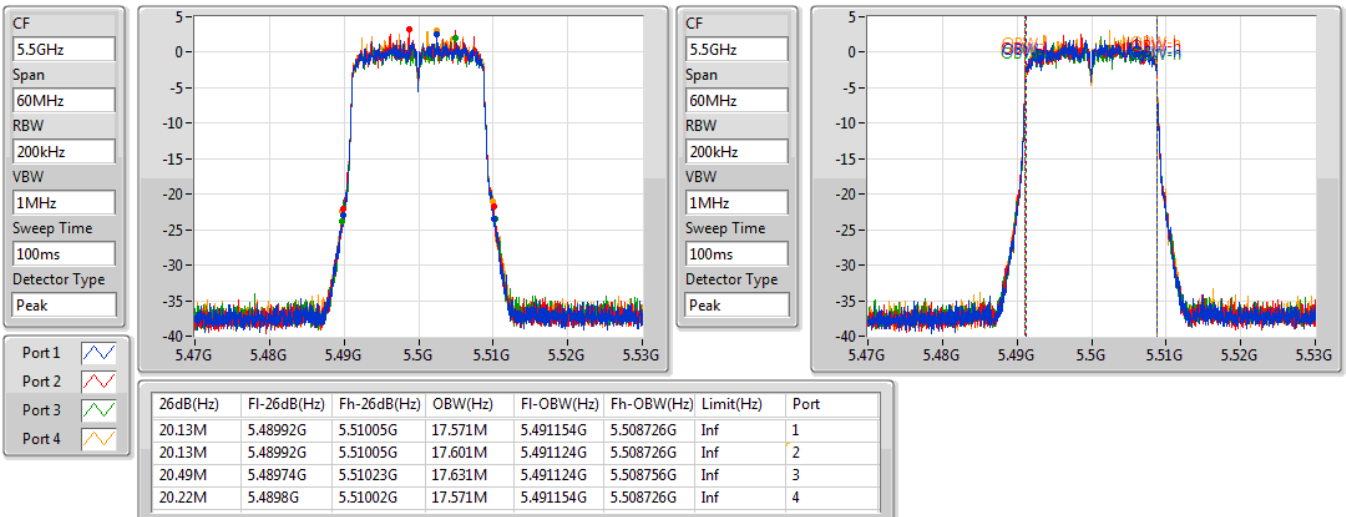 CF
5.5GHz
Span
60MHz
RBW
200kHz
VBW
1MHz
Sweep Time
100ms
Detector Type
Peak
5
0
-5
-10
-15
-20
-25
-30
-35
-40
5.47G 5.48G 5.49G 5.5G 5.51G 5.52G 5.53G
CF
5.5GHz
Span
60MHz
RBW
200kHz
VBW
1MHz
Sweep Time
100ms
Detector Type
Peak
5
0
-5
-10
-15
-20
-25
-30
-35
-40
5.47G 5.48G 5.49G 5.5G 5.51G 5.52G 5.53G
Port 1
Port 2
Port 3
Port 4
26dB(Hz) Fl-26dB(Hz) Fh-26dB(Hz) OBW(Hz) Fl-OBW(Hz) Fh-OBW(Hz) Limit(Hz) Port
20.13M 5.48992G 5.51005G 17.571M 5.491154G 5.508726G Inf 1
20.13M 5.48992G 5.51005G 17.601M 5.491124G 5.508726G Inf 2
20.49M 5.48974G 5.51023G 17.631M 5.491124G 5.508756G Inf 3
20.22M 5.4898G 5.51002G 17.571M 5.491154G 5.508726G Inf 4